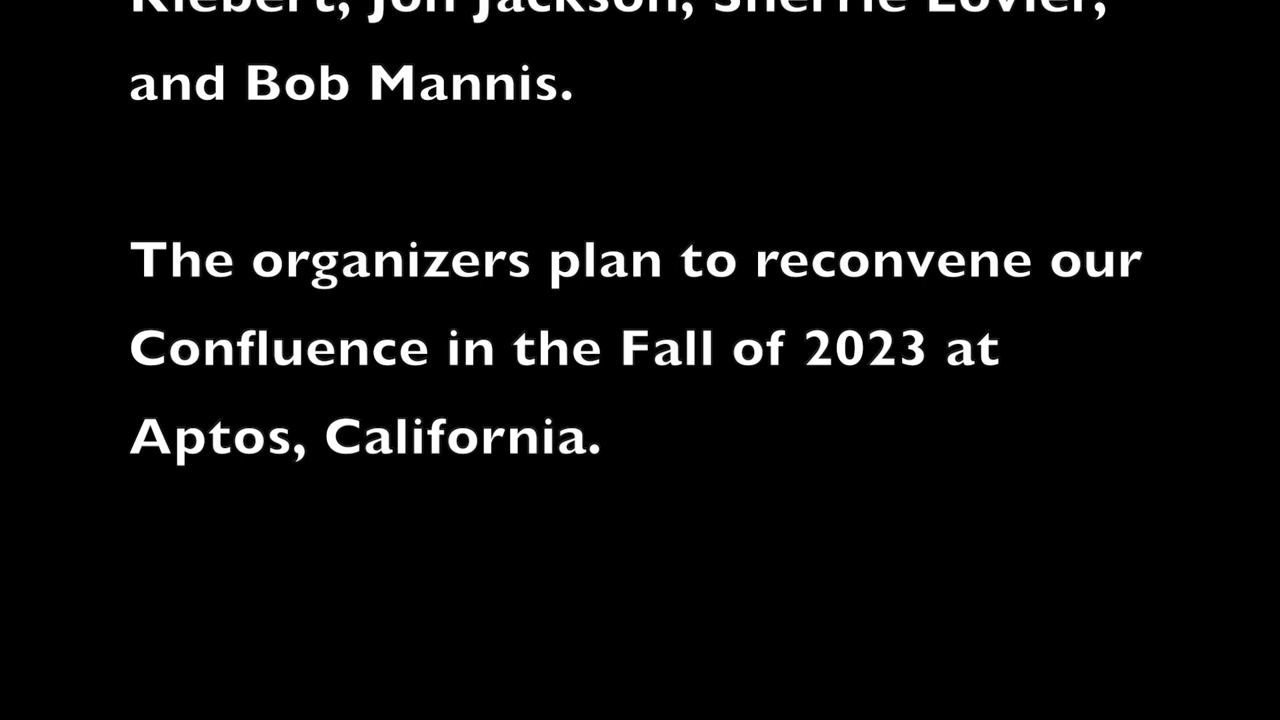 Jon Jackson, Sherrie Lovler,
and Bob Mannis.
The organizers plan to reconvene our
Confluence in the Fall of 2023 at
Aptos, California.